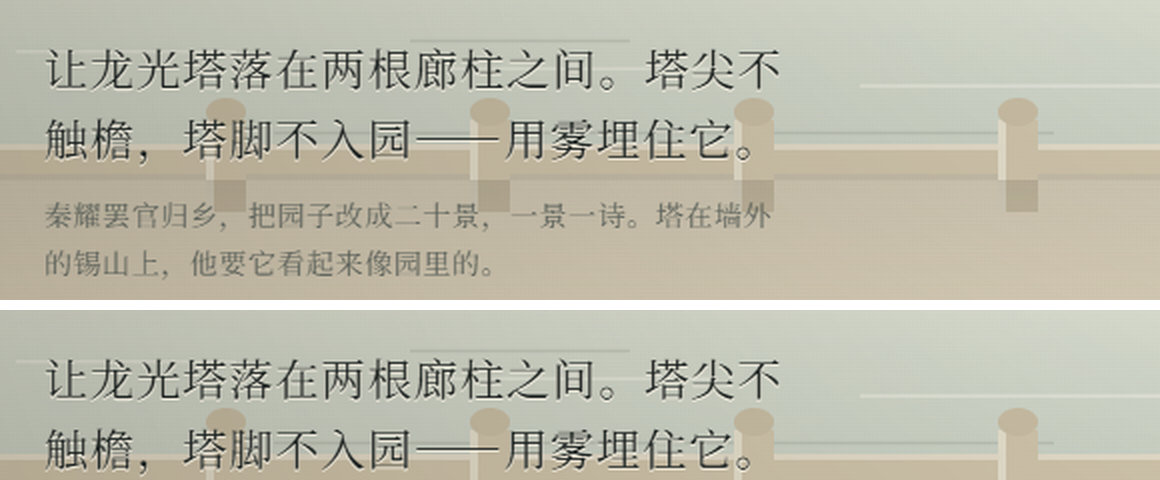 让龙光塔落在两根廊柱之间。塔尖不
触檐，塔脚不入园——用雾埋住它。
秦耀罢官归乡，把园子改成二十景，一景一诗。塔在墙外
的锡山上，他要它看起来像园里的。
让龙光塔落在两根廊柱之间。塔尖不
触檐，塔脚不入园——用雾埋住它。